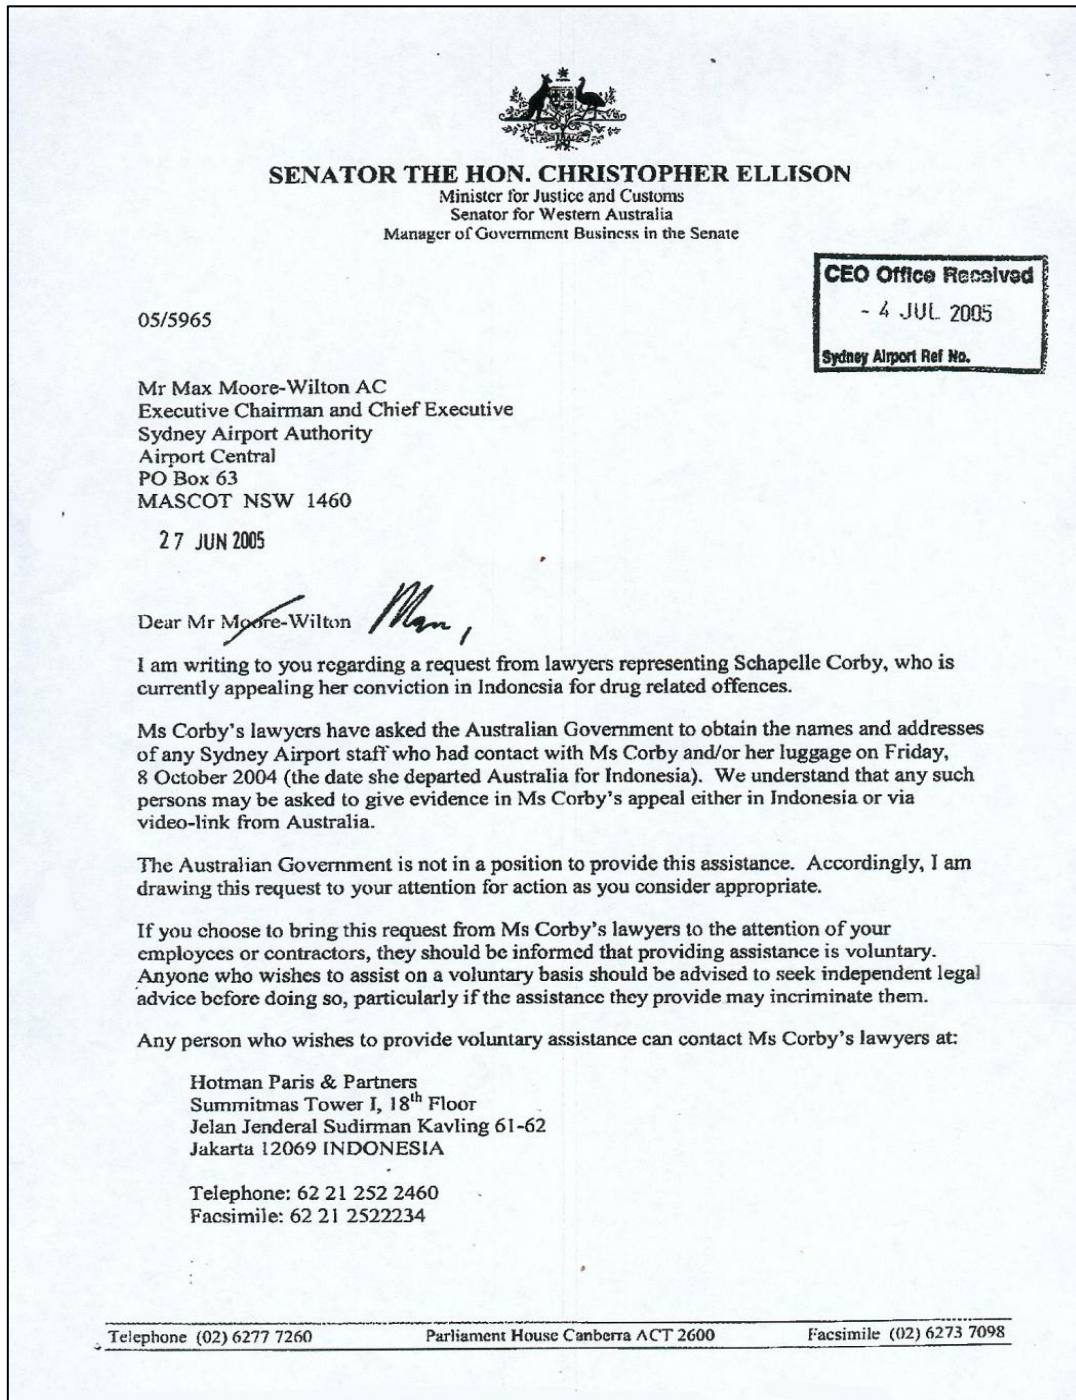 SENATOR THE HON. CHRISTOPHER ELLISON
Minister for Justice and Customs
Senator for Western Australia
Manager of Government Business in the Senate
CEO Office Received
- 4 JUL 2005
Sydney Airport Ref No.
05/5965
Mr Max Moore-Wilton AC
Executive Chairman and Chief Executive
Sydney Airport Authority
Airport Central
PO Box 63
MASCOT NSW 1460
27 JUN 2005
Dear Mr Moore-Wilton
I am writing to you regarding a request from lawyers representing Schapelle Corby, who is
currently appealing her conviction in Indonesia for drug related offences.
Ms Corby's lawyers have asked the Australian Government to obtain the names and addresses
of any Sydney Airport staff who had contact with Ms Corby and/or her luggage on Friday,
8 October 2004 (the date she departed Australia for Indonesia). We understand that any such
persons may be asked to give evidence in Ms Corby's appeal either in Indonesia or via
video-link from Australia.
The Australian Government is not in a position to provide this assistance. Accordingly, I am
drawing this request to your attention for action as you consider appropriate.
If you choose to bring this request from Ms Corby's lawyers to the attention of your
employees or contractors, they should be informed that providing assistance is voluntary.
Anyone who wishes to assist on a voluntary basis should be advised to seek independent legal
advice before doing so, particularly if the assistance they provide may incriminate them.
Any person who wishes to provide voluntary assistance can contact Ms Corby's lawyers at:
Hotman Paris & Partners
Summitmas Tower I, 18th Floor
Jelan Jenderal Sudirman Kavling 61-62
Jakarta 12069 INDONESIA
Telephone: 62 21 252 2460
Facsimile: 62 21 2522234
Telephone (02) 6277 7260 Parliament House Canberra ACT 2600 Facsimile (02) 6273 7098